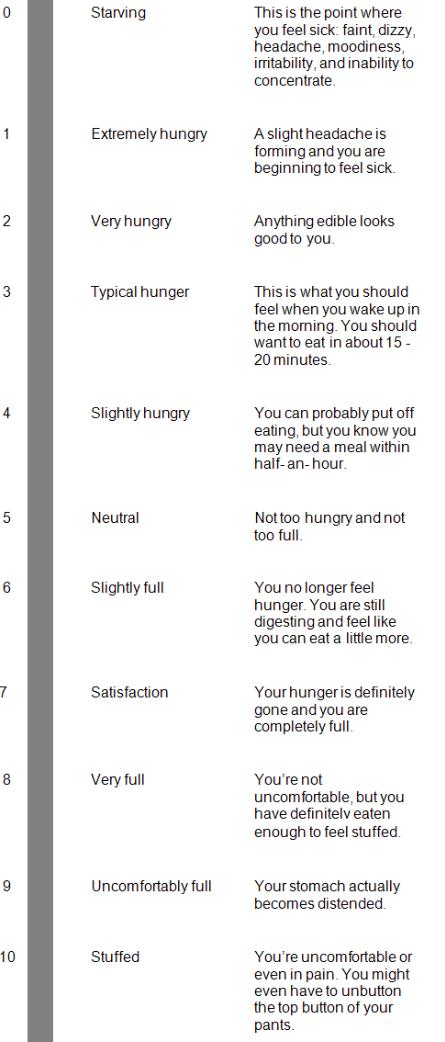 0 Starving This is the point where
you feel sick: faint, dizzy,
headache, moodiness,
irritability, and inability to
concentrate.
1 Extremely hungry A slight headache is
forming and you are
beginning to feel sick.
2 Very hungry Anything edible looks
good to you.
3 Typical hunger This is what you should
feel when you wake up in
the morning. You should
want to eat in about 15 -
20 minutes.
4 Slightly hungry You can probably put off
eating, but you know you
may need a meal within
half- an- hour.
5 Neutral Not too hungry and not
too full.
6 Slightly full You no longer feel
hunger. You are still
digesting and feel like
you can eat a little more.
7 Satisfaction Your hunger is definitely
gone and you are
completely full.
8 Very full You're not
uncomfortable, but you
have definitely eaten
enough to feel stuffed.
9 Uncomfortably full Your stomach actually
becomes distended.
10 Stuffed You're uncomfortable or
even in pain. You might
even have to unbutton
the top button of your
pants.